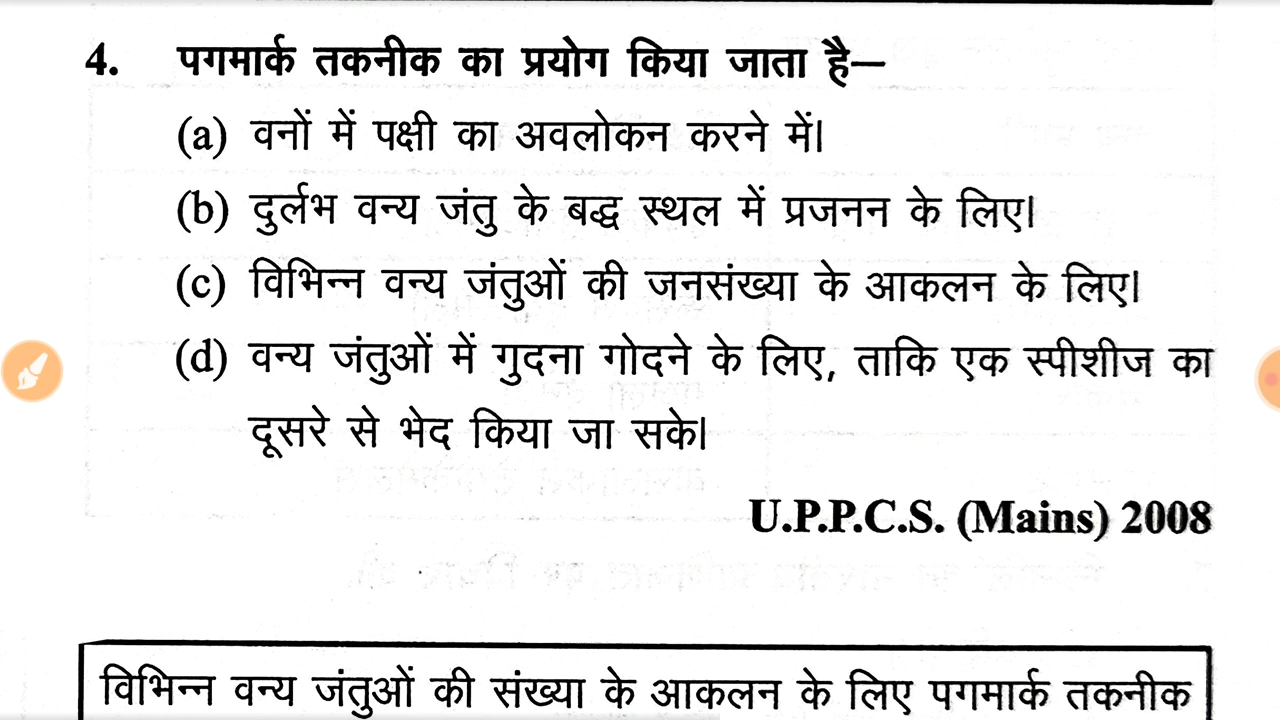 4. पगमार्क तकनीक का प्रयोग किया जाता है—
(a) वनों में पक्षी का अवलोकन करने में।
(b) दुर्लभ वन्य जंतु के बद्ध स्थल में प्रजनन के लिए।
(c) विभिन्न वन्य जंतुओं की जनसंख्या के आकलन के लिए।
(d) वन्य जंतुओं में गुदना गोदने के लिए, ताकि एक स्पीशीज का
दूसरे से भेद किया जा सके।
U.P.P.C.S. (Mains) 2008
विभिन्न वन्य जंतुओं की संख्या के आकलन के लिए पगमार्क तकनीक